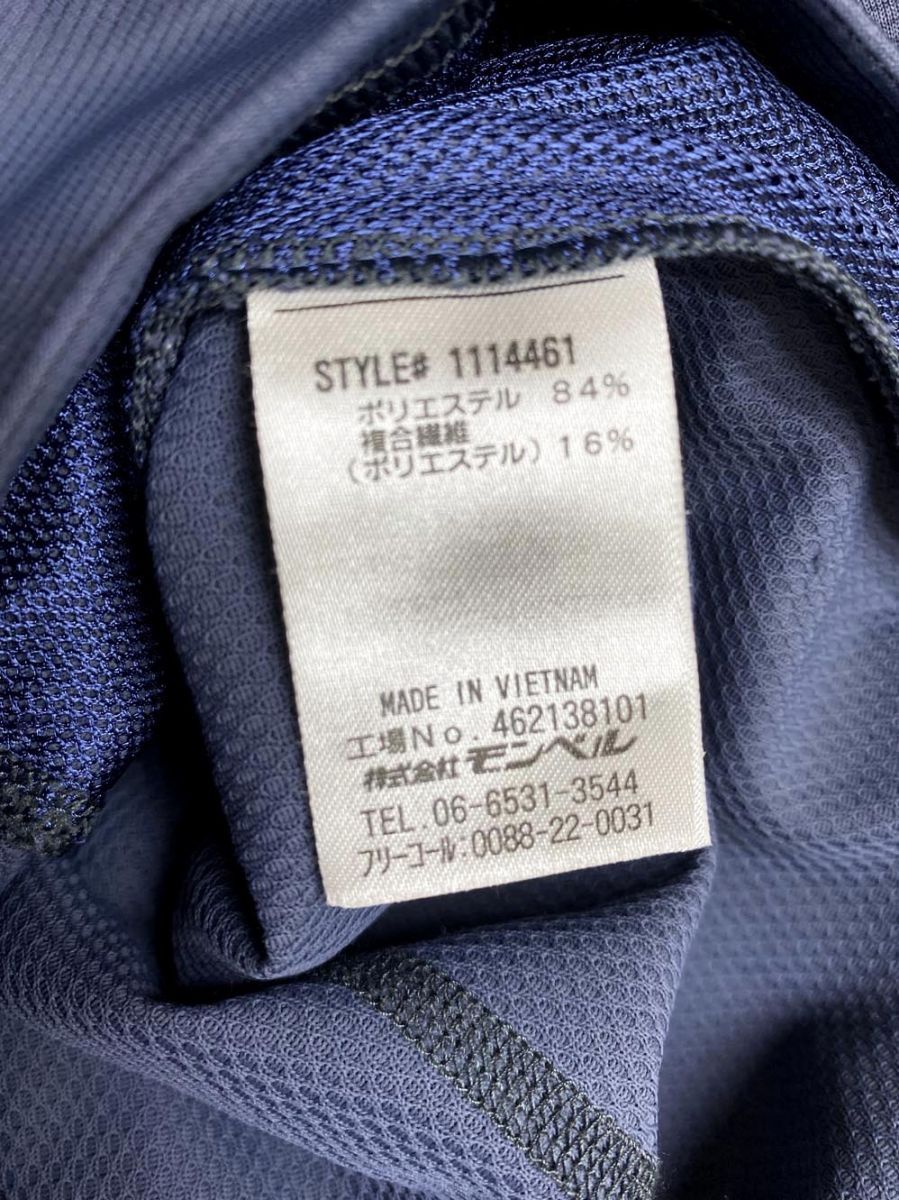 STYLE# 1114461
ポリエステル 84%
複合繊維
(ポリエステル) 16%
MADE IN VIETNAM
工場No. 462138101
株式会社 モンベル
TEL. 06-6531-3544
フリーコール:0088-22-0031